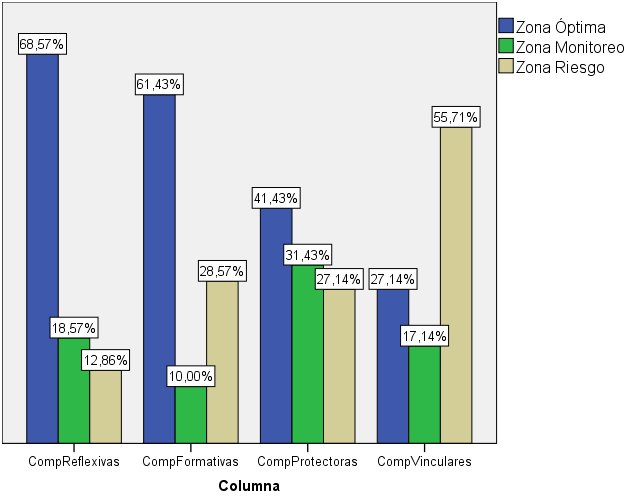 Zona Óptima
Zona Monitoreo
Zona Riesgo
68,57%
18,57%
12,86%
61,43%
10,00%
28,57%
41,43%
31,43%
27,14%
27,14%
17,14%
55,71%
CompReflexivas
CompFormativas
CompProtectoras
CompVinculares
Columna